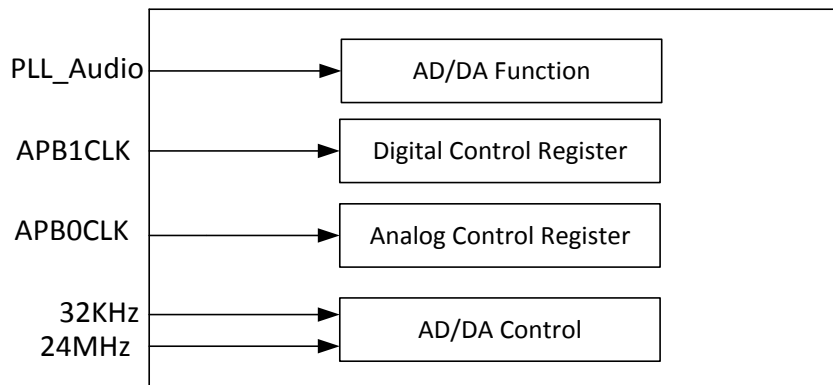 PLL_Audio
AD/DA Function
APB1CLK
Digital Control Register
APB0CLK
Analog Control Register
32KHz
24MHz
AD/DA Control